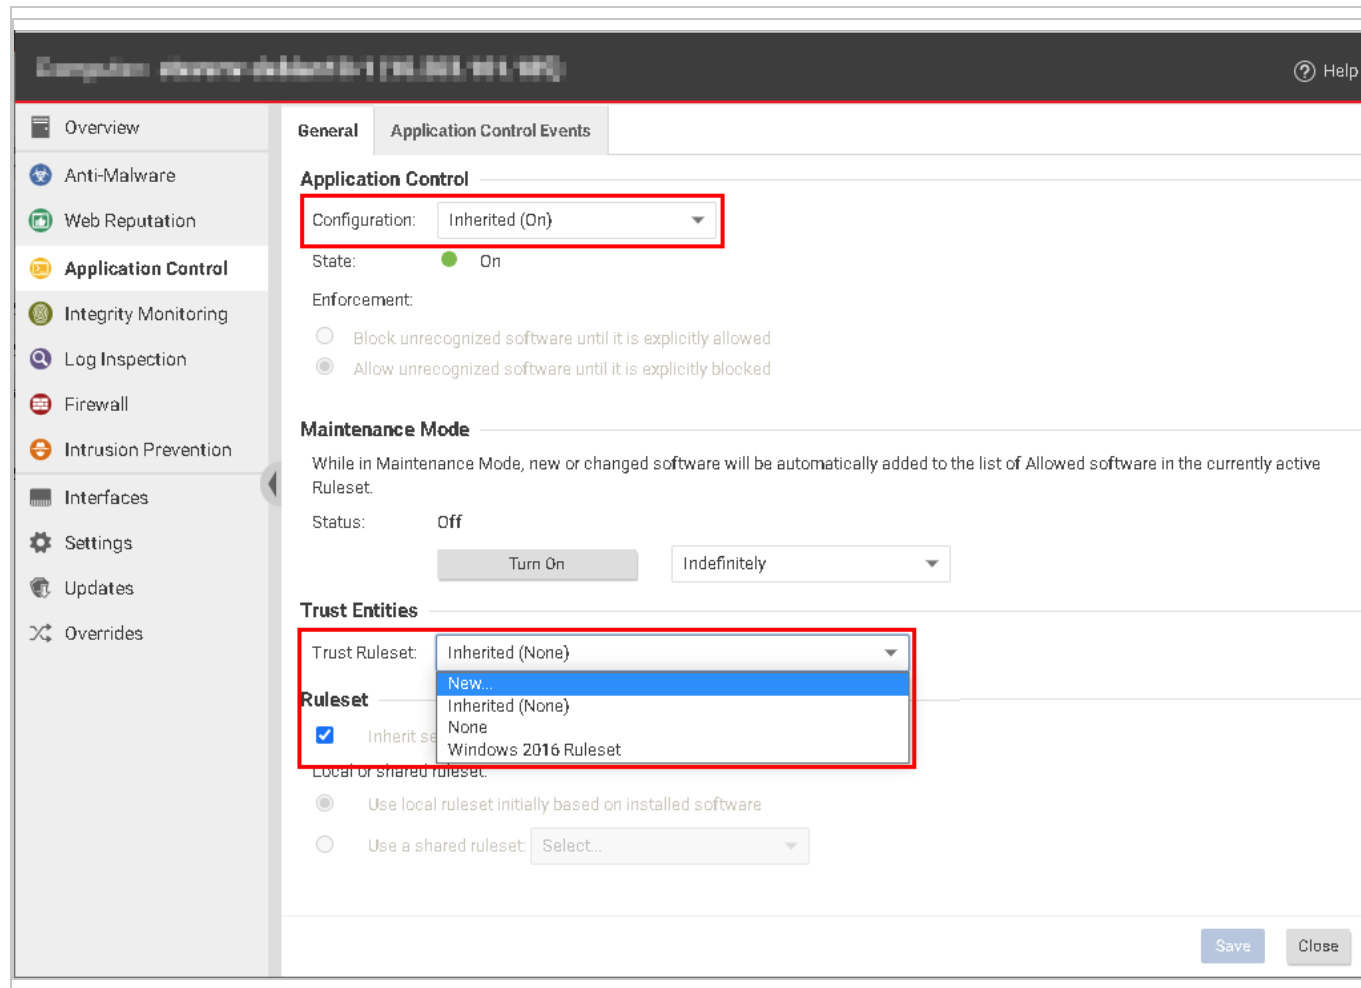 Help
Overview
Anti-Malware
Web Reputation
Application Control
Integrity Monitoring
Log Inspection
Firewall
Intrusion Prevention
Interfaces
Settings
Updates
Overrides
General
Application Control Events
Application Control
Configuration: Inherited (On)
State: On
Enforcement:
Block unrecognized software until it is explicitly allowed
Allow unrecognized software until it is explicitly blocked
Maintenance Mode
While in Maintenance Mode, new or changed software will be automatically added to the list of Allowed software in the currently active
Ruleset.
Status: Off
Turn On Indefinitely
Trust Entities
Trust Ruleset: Inherited (None)
New...
Inherited (None)
None
Windows 2016 Ruleset
Ruleset
Inherit se
Local or shared ruleset:
Use local ruleset initially based on installed software
Use a shared ruleset: Select...
Save Close